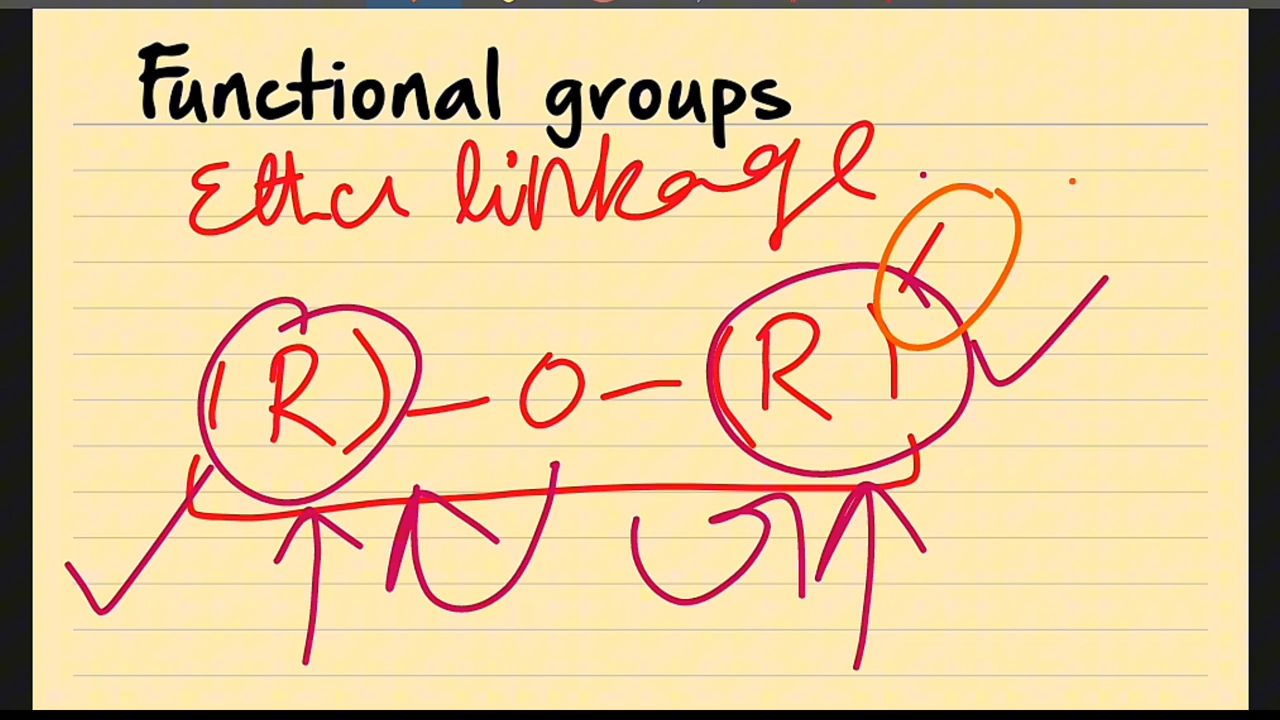 Functional groups
Ether linkage
(R) — O — (R')